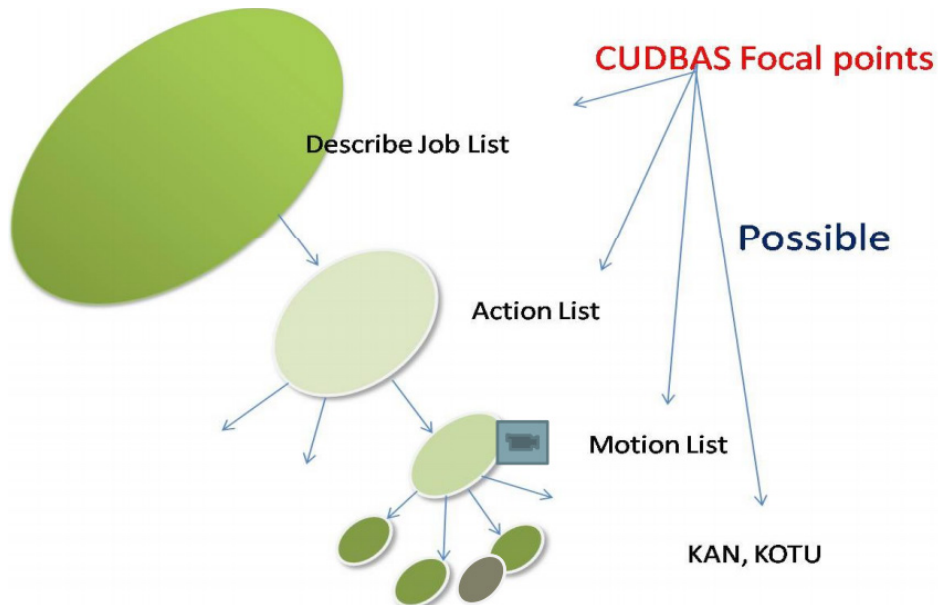 CUDBAS Focal points
Describe Job List
Possible
Action List
Motion List
KAN, KOTU